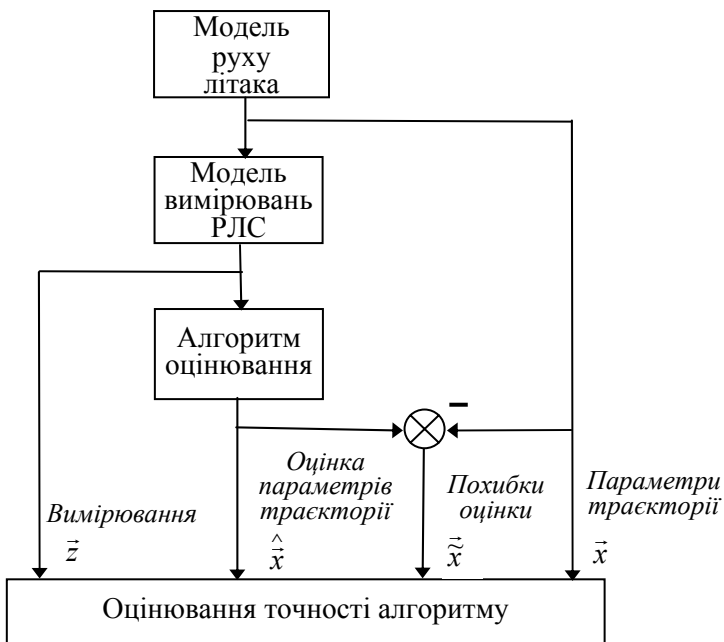 Модель
руху
літака
Модель
вимірювань
РЛС
Алгоритм
оцінювання
−
Оцінка
параметрів
траєкторії
Похибки
оцінки
Параметри
траєкторії
Вимірювання
z⃗
x̂⃗
x̃⃗
x⃗
Оцінювання точності алгоритму